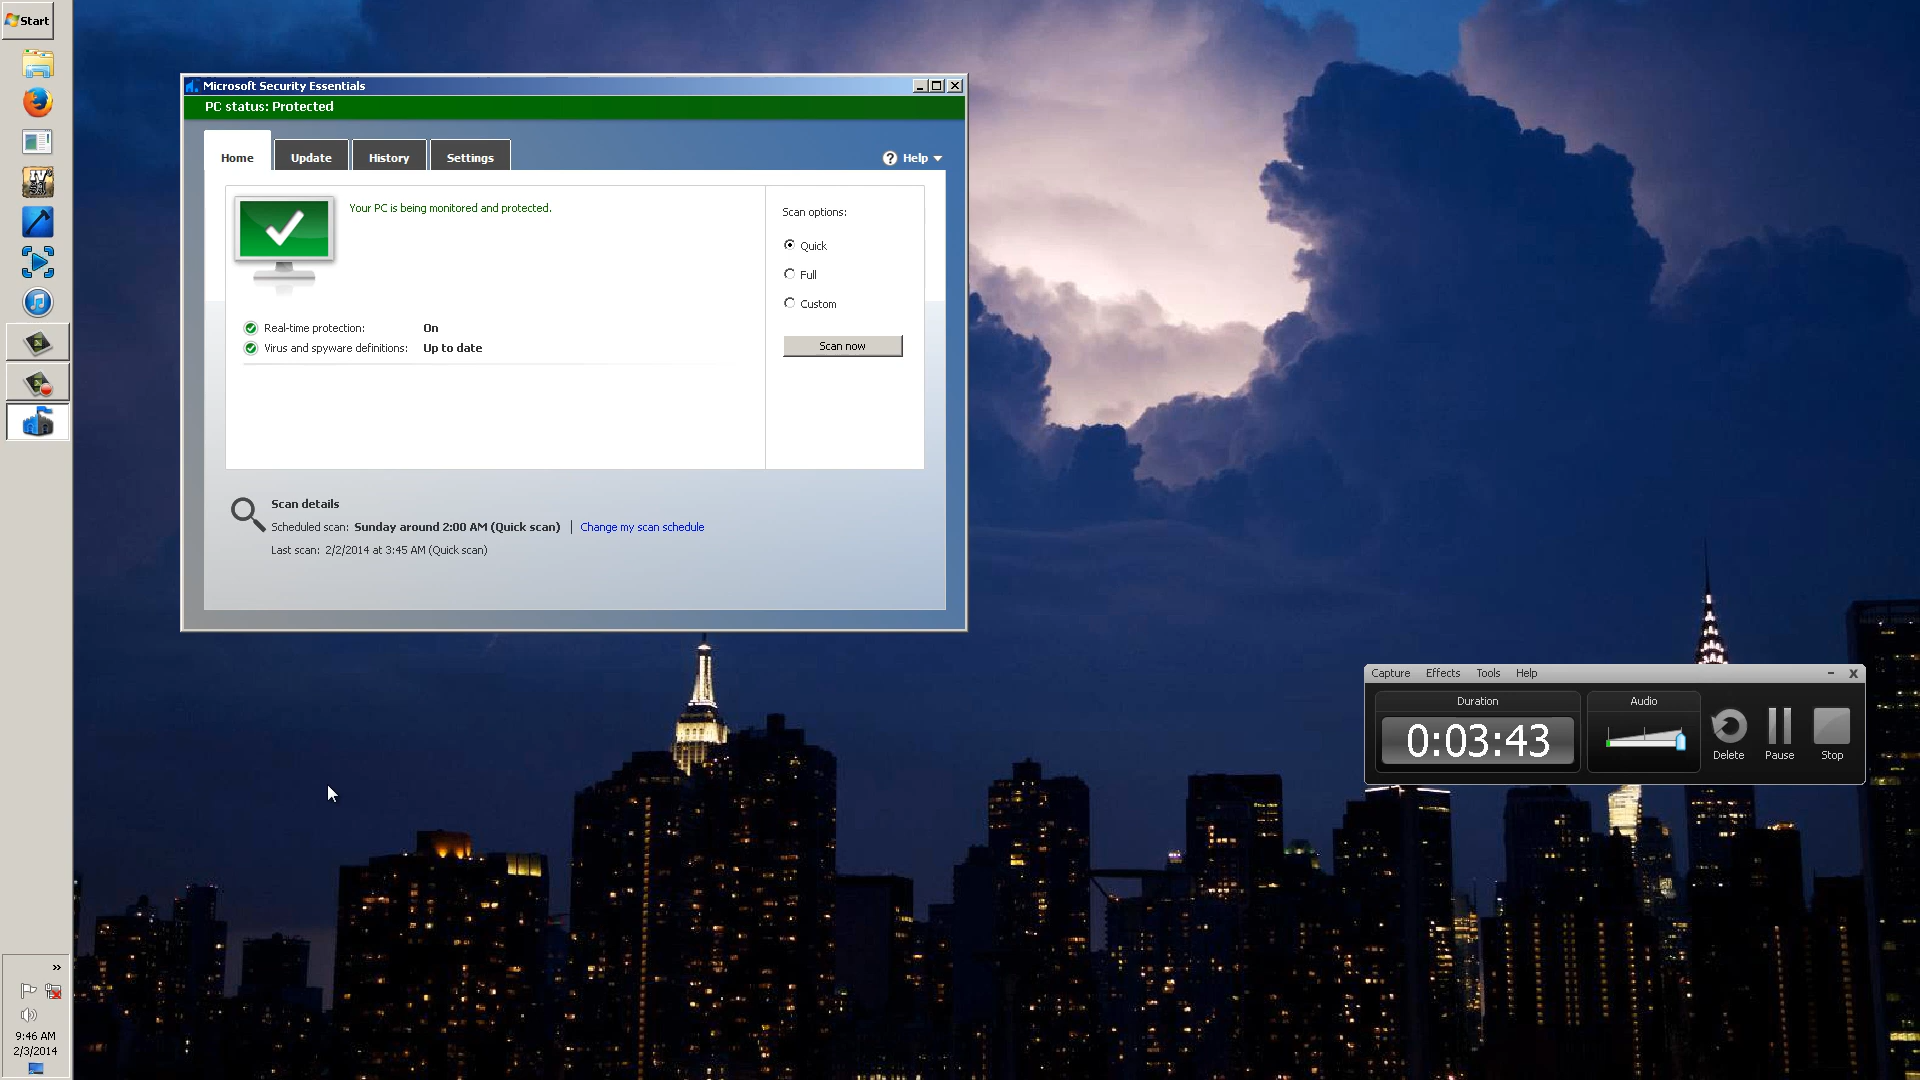 Start
Microsoft Security Essentials
PC status: Protected
Home
Update
History
Settings
Help
Your PC is being monitored and protected.
Real-time protection: On
Virus and spyware definitions: Up to date
Scan options:
Quick
Full
Custom
Scan now
Scan details
Scheduled scan: Sunday around 2:00 AM (Quick scan) | Change my scan schedule
Last scan: 2/2/2014 at 3:45 AM (Quick scan)
Capture Effects Tools Help
Duration
0:03:43
Audio
Delete
Pause
Stop
IV
9:46 AM
2/3/2014